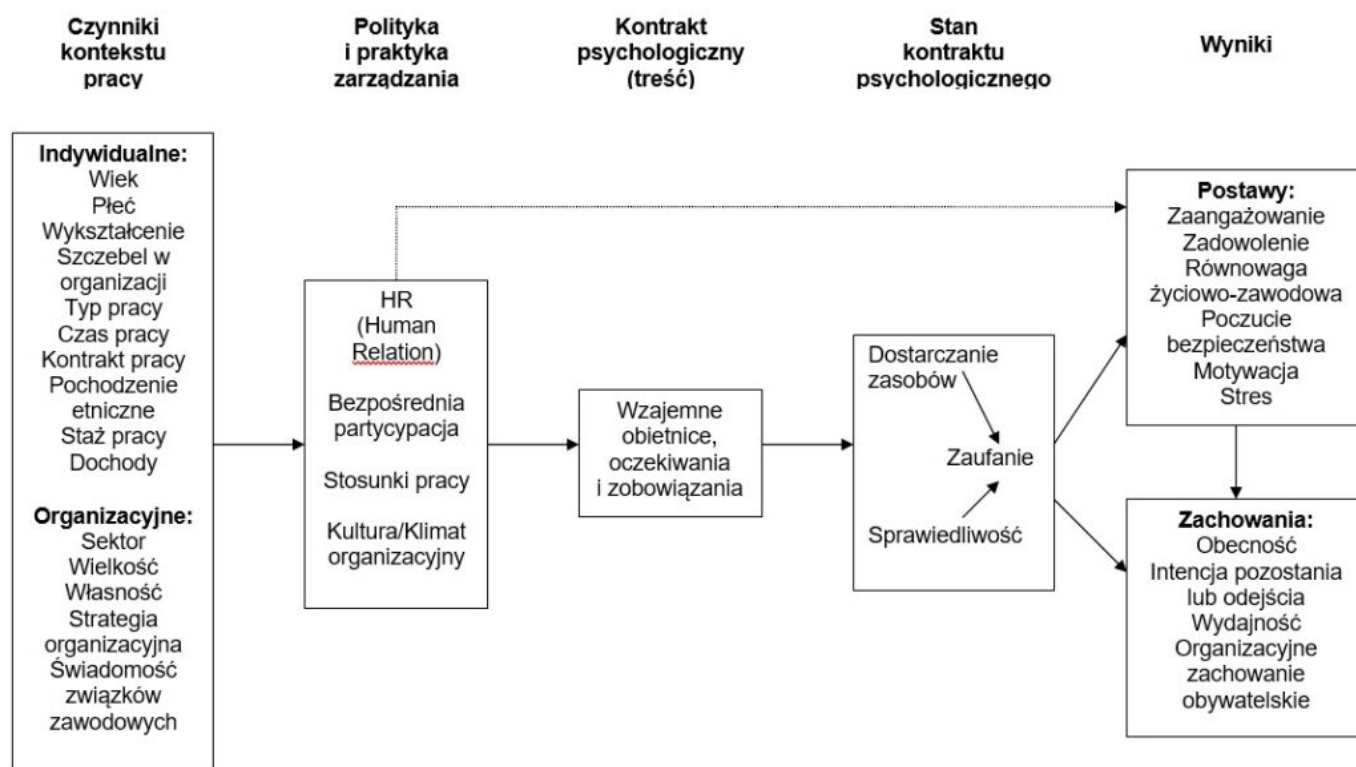 Czynniki
kontekstu
pracy
Polityka
i praktyka
zarządzania
Kontrakt
psychologiczny
(treść)
Stan
kontraktu
psychologicznego
Wyniki
Indywidualne:
Wiek
Płeć
Wykształcenie
Szczebel w
organizacji
Typ pracy
Czas pracy
Kontrakt pracy
Pochodzenie
etniczne
Staż pracy
Dochody
Organizacyjne:
Sektor
Wielkość
Własność
Strategia
organizacyjna
Świadomość
związków
zawodowych
HR
(Human
Relation)
Bezpośrednia
partycypacja
Stosunki pracy
Kultura/Klimat
organizacyjny
Wzajemne
obietnice,
oczekiwania
i zobowiązania
Dostarczanie
zasobów
Zaufanie
Sprawiedliwość
Postawy:
Zaangażowanie
Zadowolenie
Równowaga
życiowo-zawodowa
Poczucie
bezpieczeństwa
Motywacja
Stres
Zachowania:
Obecność
Intencja pozostania
lub odejścia
Wydajność
Organizacyjne
zachowanie
obywatelskie